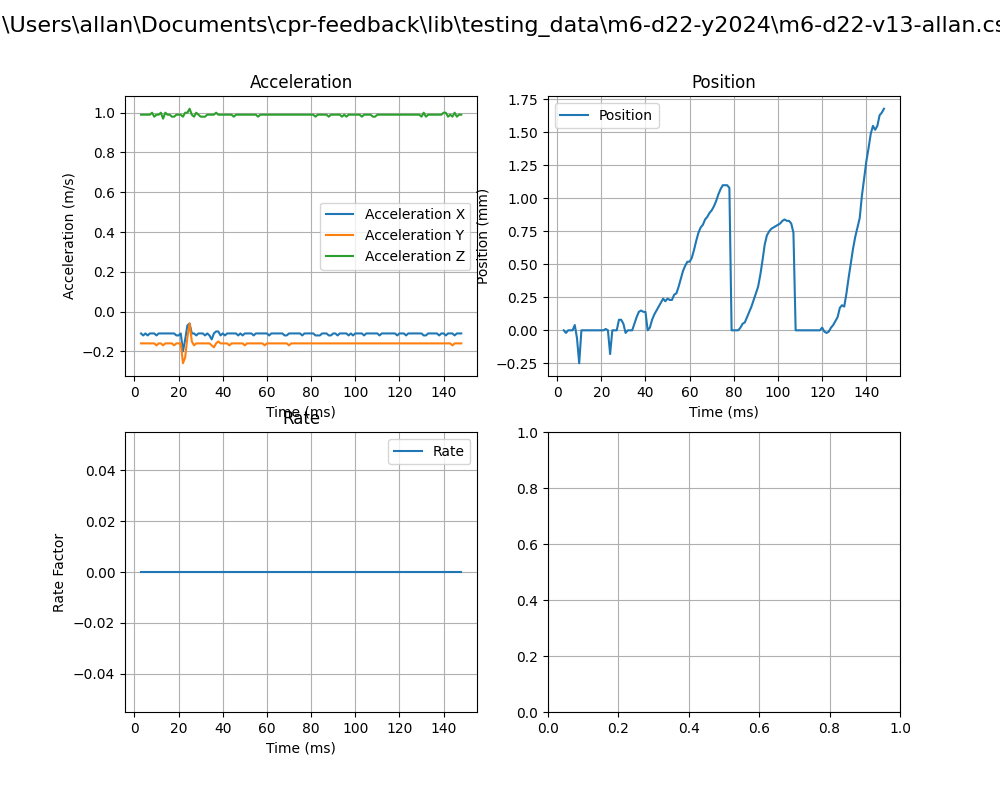 \Users\allan\Documents\cpr-feedback\lib\testing_data\m6-d22-y2024\m6-d22-v13-allan.cs
Acceleration
Acceleration (m/s)
1.0
0.8
0.6
0.4
0.2
0.0
−0.2
Acceleration X
Acceleration Y
Acceleration Z
0 20 40 60 80 100 120 140
Time (ms)
Position
Position (mm)
1.75
1.50
1.25
1.00
0.75
0.50
0.25
0.00
−0.25
Position
0 20 40 60 80 100 120 140
Time (ms)
Rate
Rate Factor
0.04
0.02
0.00
−0.02
−0.04
Rate
0 20 40 60 80 100 120 140
Time (ms)
1.0
0.8
0.6
0.4
0.2
0.0
0.0 0.2 0.4 0.6 0.8 1.0